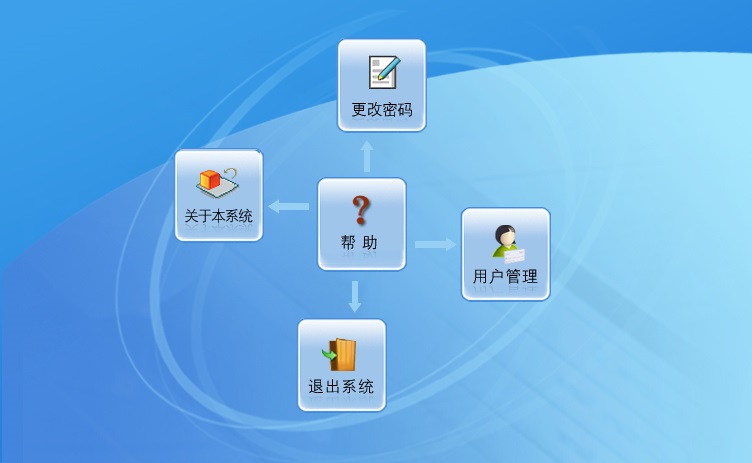 更改密码
关于本系统
帮 助
用户管理
退出系统